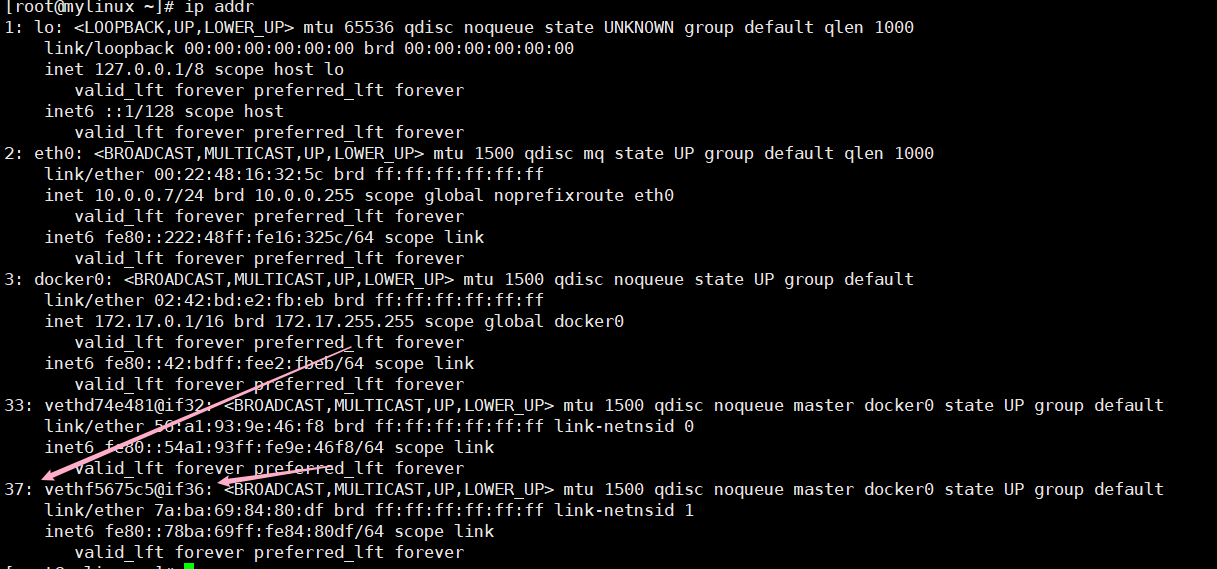 [root@mylinux ~]# ip addr
1: lo: <LOOPBACK,UP,LOWER_UP> mtu 65536 qdisc noqueue state UNKNOWN group default qlen 1000
    link/loopback 00:00:00:00:00:00 brd 00:00:00:00:00:00
    inet 127.0.0.1/8 scope host lo
       valid_lft forever preferred_lft forever
    inet6 ::1/128 scope host
       valid_lft forever preferred_lft forever
2: eth0: <BROADCAST,MULTICAST,UP,LOWER_UP> mtu 1500 qdisc mq state UP group default qlen 1000
    link/ether 00:22:48:16:32:5c brd ff:ff:ff:ff:ff:ff
    inet 10.0.0.7/24 brd 10.0.0.255 scope global noprefixroute eth0
       valid_lft forever preferred_lft forever
    inet6 fe80::222:48ff:fe16:325c/64 scope link
       valid_lft forever preferred_lft forever
3: docker0: <BROADCAST,MULTICAST,UP,LOWER_UP> mtu 1500 qdisc noqueue state UP group default
    link/ether 02:42:bd:e2:fb:eb brd ff:ff:ff:ff:ff:ff
    inet 172.17.0.1/16 brd 172.17.255.255 scope global docker0
       valid_lft forever preferred_lft forever
    inet6 fe80::42:bdff:fee2:fbeb/64 scope link
       valid_lft forever preferred_lft forever
33: vethd74e481@if32: <BROADCAST,MULTICAST,UP,LOWER_UP> mtu 1500 qdisc noqueue master docker0 state UP group default
    link/ether 56:a1:93:9e:46:f8 brd ff:ff:ff:ff:ff:ff link-netnsid 0
    inet6 fe80::54a1:93ff:fe9e:46f8/64 scope link
       valid_lft forever preferred_lft forever
37: vethf5675c5@if36: <BROADCAST,MULTICAST,UP,LOWER_UP> mtu 1500 qdisc noqueue master docker0 state UP group default
    link/ether 7a:ba:69:84:80:df brd ff:ff:ff:ff:ff:ff link-netnsid 1
    inet6 fe80::78ba:69ff:fe84:80df/64 scope link
       valid_lft forever preferred_lft forever